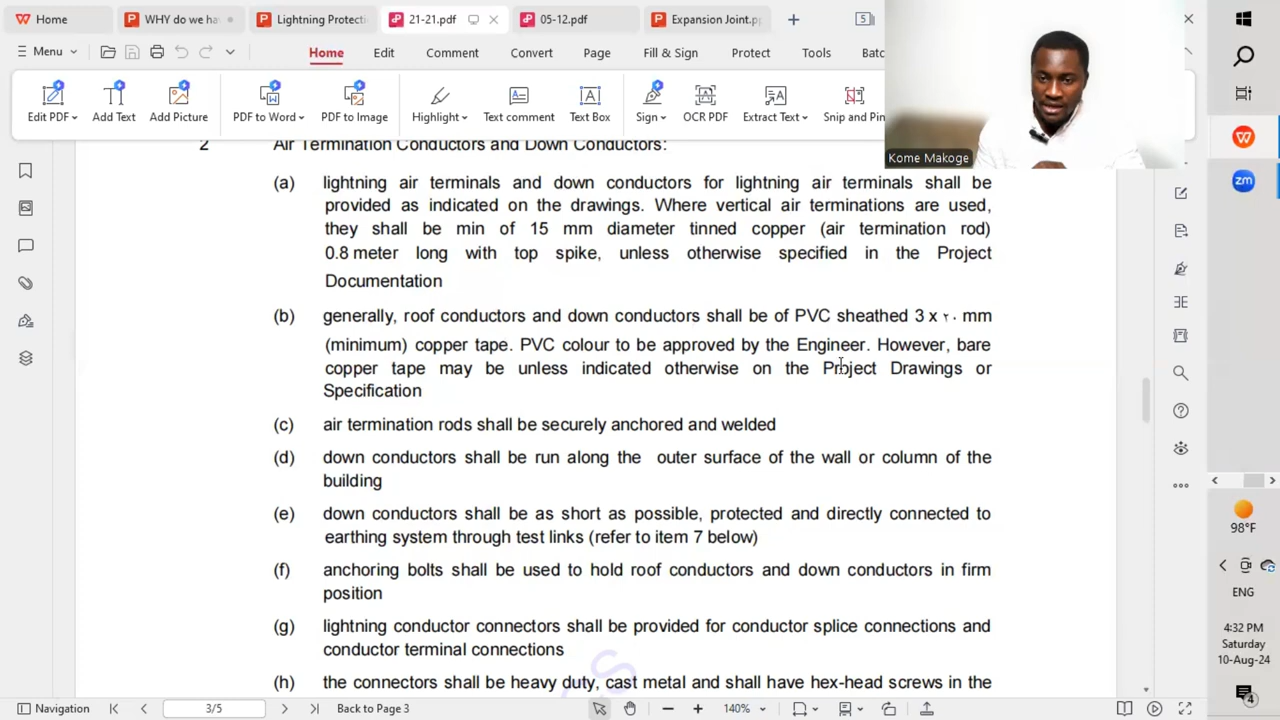 Home
WHY do we ha
Lightning Protecti
21-21.pdf
05-12.pdf
Expansion Joint.pp
5
Menu
Home
Edit
Comment
Convert
Page
Fill & Sign
Protect
Tools
Batc
Edit PDF
Add Text
Add Picture
PDF to Word
PDF to Image
Highlight
Text comment
Text Box
Sign
OCR PDF
Extract Text
Snip and Pin
Kome Makoge
2 Air Termination Conductors and Down Conductors:
(a) lightning air terminals and down conductors for lightning air terminals shall be
provided as indicated on the drawings. Where vertical air terminations are used,
they shall be min of 15 mm diameter tinned copper (air termination rod)
0.8 meter long with top spike, unless otherwise specified in the Project
Documentation
(b) generally, roof conductors and down conductors shall be of PVC sheathed 3 x ٢٠ mm
(minimum) copper tape. PVC colour to be approved by the Engineer. However, bare
copper tape may be unless indicated otherwise on the Project Drawings or
Specification
(c) air termination rods shall be securely anchored and welded
(d) down conductors shall be run along the outer surface of the wall or column of the
building
(e) down conductors shall be as short as possible, protected and directly connected to
earthing system through test links (refer to item 7 below)
(f) anchoring bolts shall be used to hold roof conductors and down conductors in firm
position
(g) lightning conductor connectors shall be provided for conductor splice connections and
conductor terminal connections
(h) the connectors shall be heavy duty, cast metal and shall have hex-head screws in the
Navigation
3/5
Back to Page 3
140%
zm
98°F
ENG
4:32 PM
Saturday
10-Aug-24
4